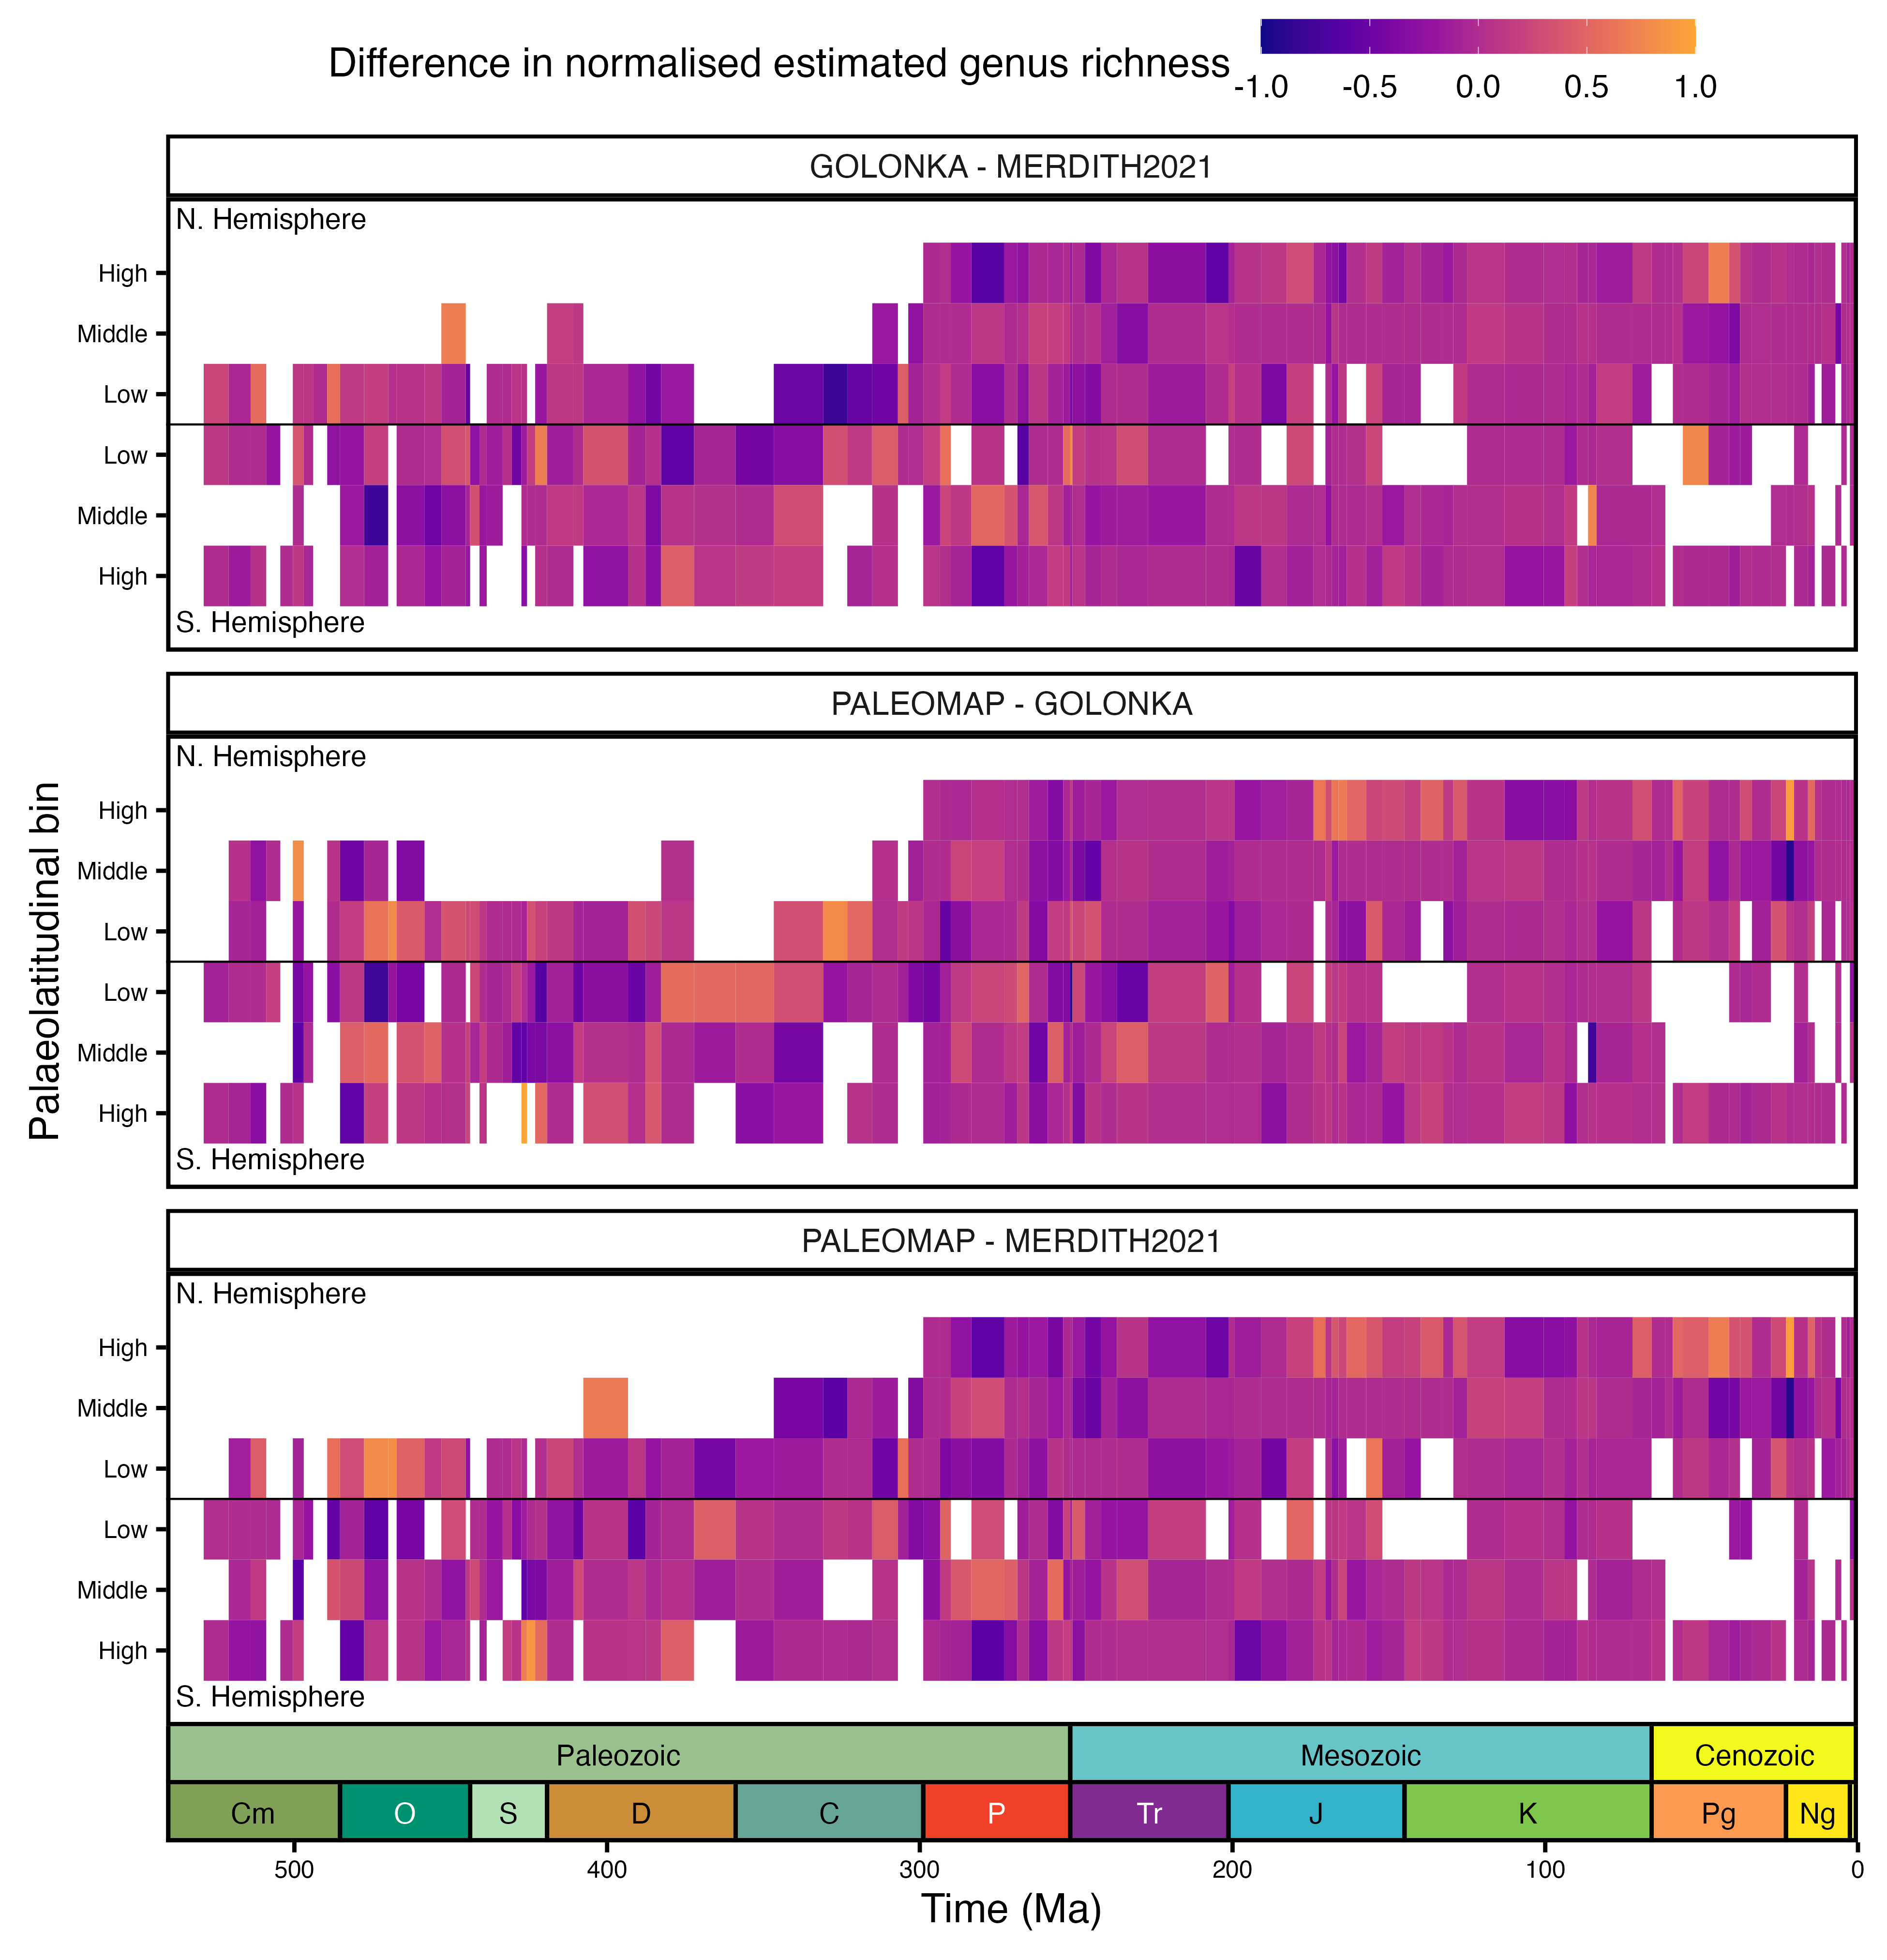 Difference in normalised estimated genus richness
-1.0 -0.5 0.0 0.5 1.0
GOLONKA - MERDITH2021
N. Hemisphere
High
Middle
Low
Low
Middle
High
S. Hemisphere
PALEOMAP - GOLONKA
N. Hemisphere
High
Middle
Low
Low
Middle
High
S. Hemisphere
Palaeolatitudinal bin
PALEOMAP - MERDITH2021
N. Hemisphere
High
Middle
Low
Low
Middle
High
S. Hemisphere
Paleozoic Mesozoic Cenozoic
Cm O S D C P Tr J K Pg Ng
500 400 300 200 100 0
Time (Ma)